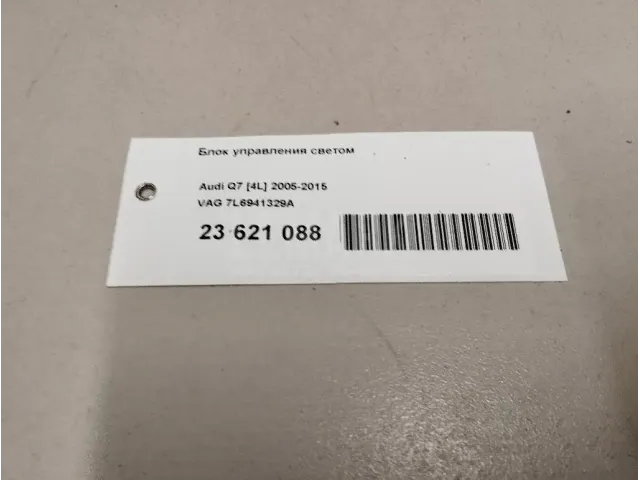 Блок управления светом
Audi Q7 [4L] 2005-2015
VAG 7L6941329A
23 621 088